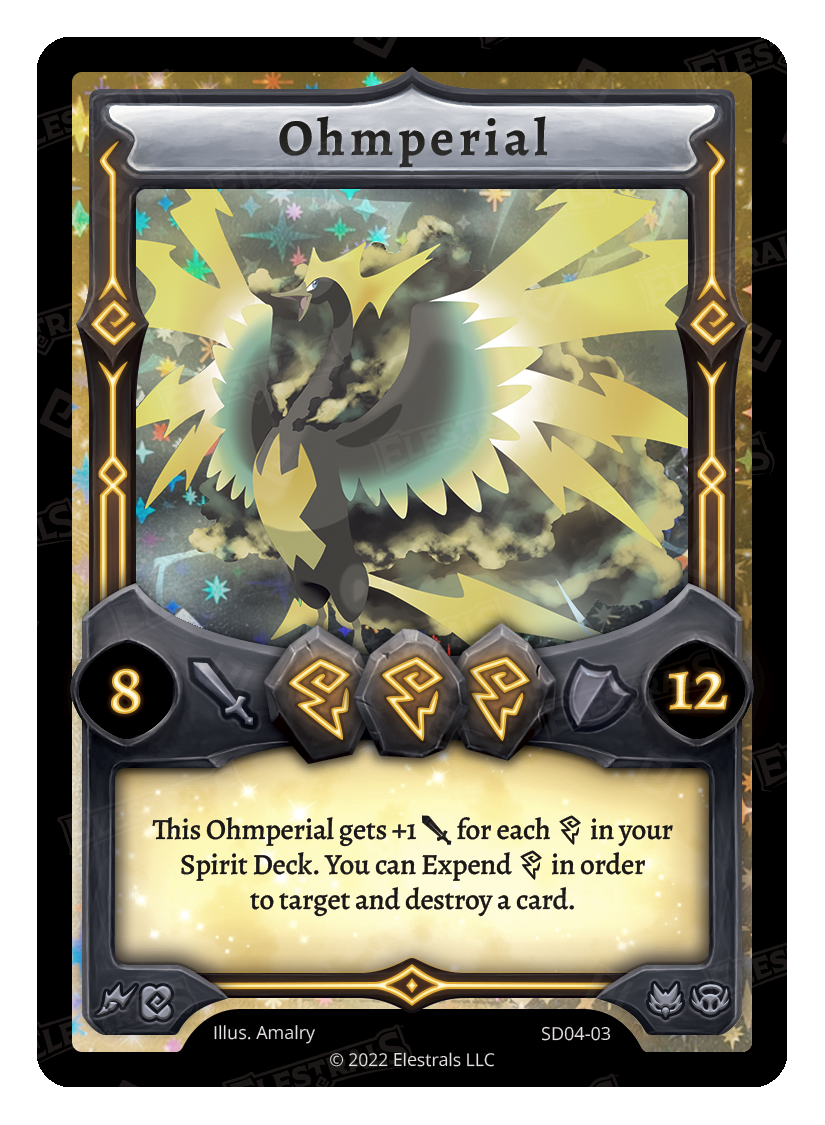 Ohmperial
8
12
This Ohmperial gets +1 for each in your
Spirit Deck. You can Expend in order
to target and destroy a card.
Illus. Amalry
SD04-03
© 2022 Elestrals LLC